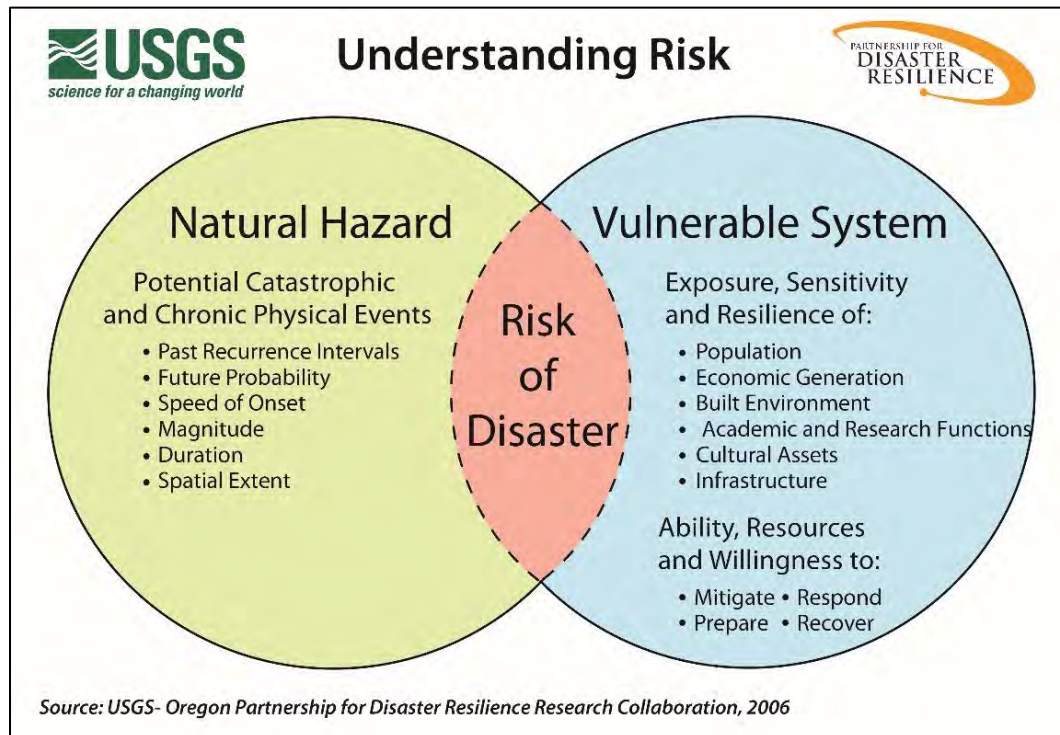 USGS
science for a changing world
Understanding Risk
PARTNERSHIP FOR
DISASTER
RESILIENCE
Natural Hazard
Potential Catastrophic
and Chronic Physical Events
• Past Recurrence Intervals
• Future Probability
• Speed of Onset
• Magnitude
• Duration
• Spatial Extent
Risk
of
Disaster
Vulnerable System
Exposure, Sensitivity
and Resilience of:
• Population
• Economic Generation
• Built Environment
• Academic and Research Functions
• Cultural Assets
• Infrastructure
Ability, Resources
and Willingness to:
• Mitigate • Respond
• Prepare • Recover
Source: USGS- Oregon Partnership for Disaster Resilience Research Collaboration, 2006